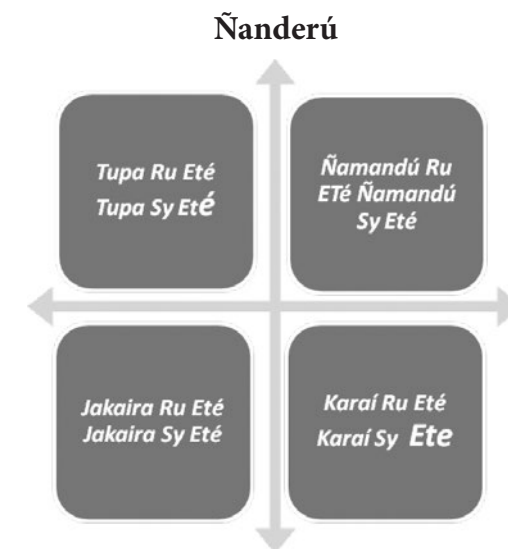 Ñanderú
Tupa Ru Eté
Tupa Sy Eté
Ñamandú Ru
ETé Ñamandú
Sy Eté
Jakaira Ru Eté
Jakaira Sy Eté
Karaí Ru Eté
Karaí Sy Ete